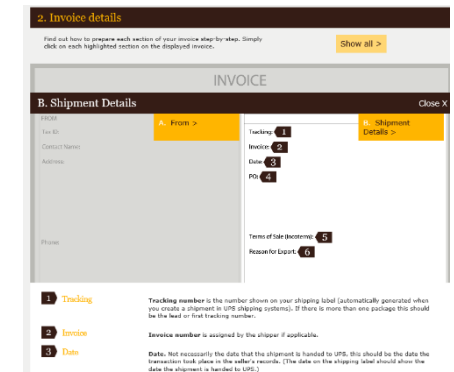 2. Invoice details
Find out how to prepare each section of your invoice step-by-step. Simply
click on each highlighted section on the displayed invoice.
Show all >
INVOICE
B. Shipment Details
Close X
FROM
Tax ID:
Contact Name:
Address:
Phone:
A. From >
Tracking: 1
Invoice: 2
Date: 3
PO: 4
Terms of Sale (Incoterm): 5
Reason for Export: 6
B. Shipment
Details >
1 Tracking
Tracking number is the number shown on your shipping label (automatically generated when
you create a shipment in UPS shipping systems). If there is more than one package this should
be the lead or first tracking number.
2 Invoice
Invoice number is assigned by the shipper if applicable.
3 Date
Date. Not necessarily the date that the shipment is handed to UPS, this should be the date the
transaction took place in the seller's records. (The date on the shipping label should show the
date the shipment is handed to UPS.)